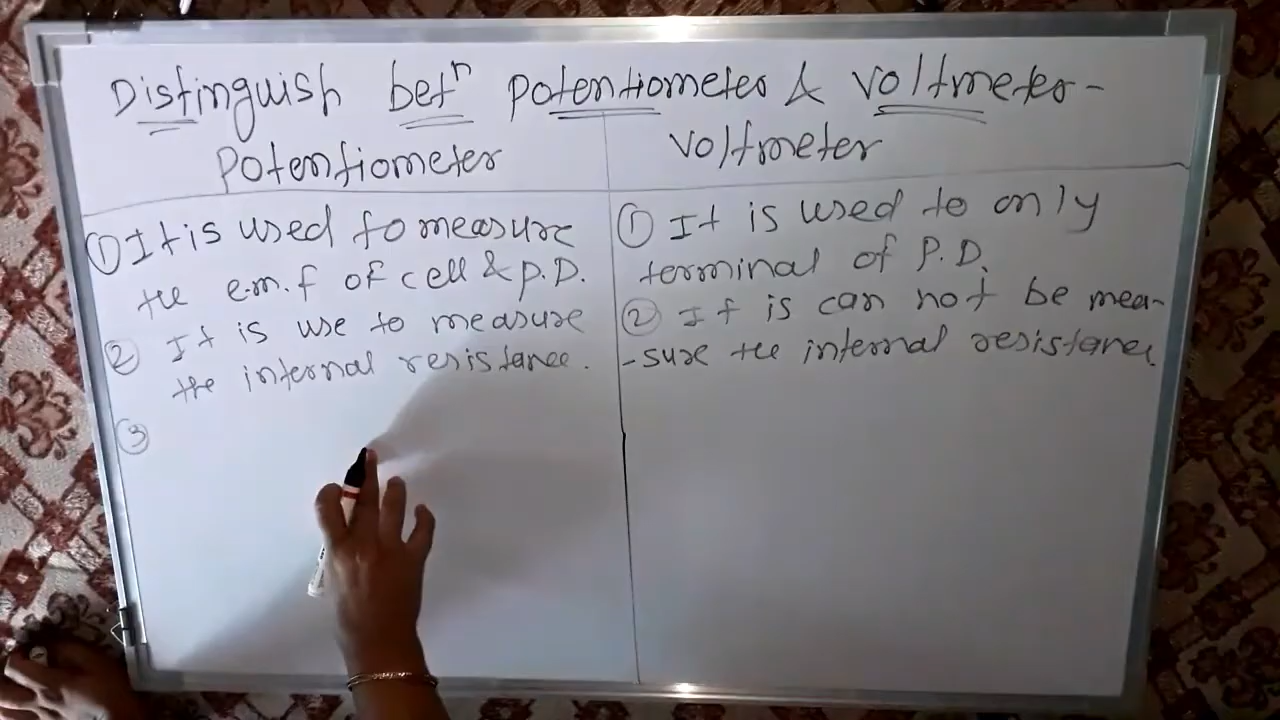 Distinguish betn potentiometer & voltmeter-
Potentiometer
Voltmeter
① It is used to measure
the e.m.f of cell & p.D.
② It is use to measure
the internal resistance.
③
① It is used to only
terminal of P.D.
② It is can not be mea-
-sure the internal resistance